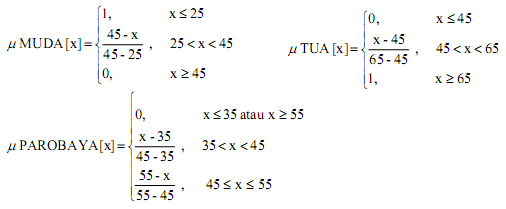 μ MUDA[x]= { 1, x ≤ 25
45 - x / 45 - 25 , 25 < x < 45
0, x ≥ 45
μ TUA [x]= { 0, x ≤ 45
x - 45 / 65 - 45 , 45 < x < 65
1, x ≥ 65
μ PAROBAYA[x]= { 0, x ≤ 35 atau x ≥ 55
x - 35 / 45 - 35 , 35 < x < 45
55 - x / 55 - 45 , 45 ≤ x ≤ 55